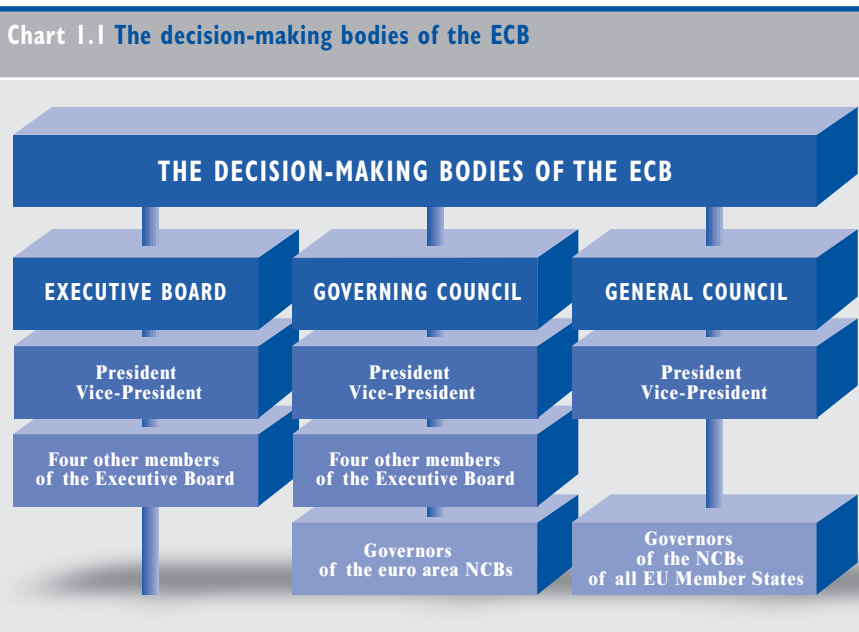 Chart 1.1 The decision-making bodies of the ECB
THE DECISION-MAKING BODIES OF THE ECB
EXECUTIVE BOARD
President
Vice-President
Four other members
of the Executive Board
GOVERNING COUNCIL
President
Vice-President
Four other members
of the Executive Board
Governors
of the euro area NCBs
GENERAL COUNCIL
President
Vice-President
Governors
of the NCBs
of all EU Member States